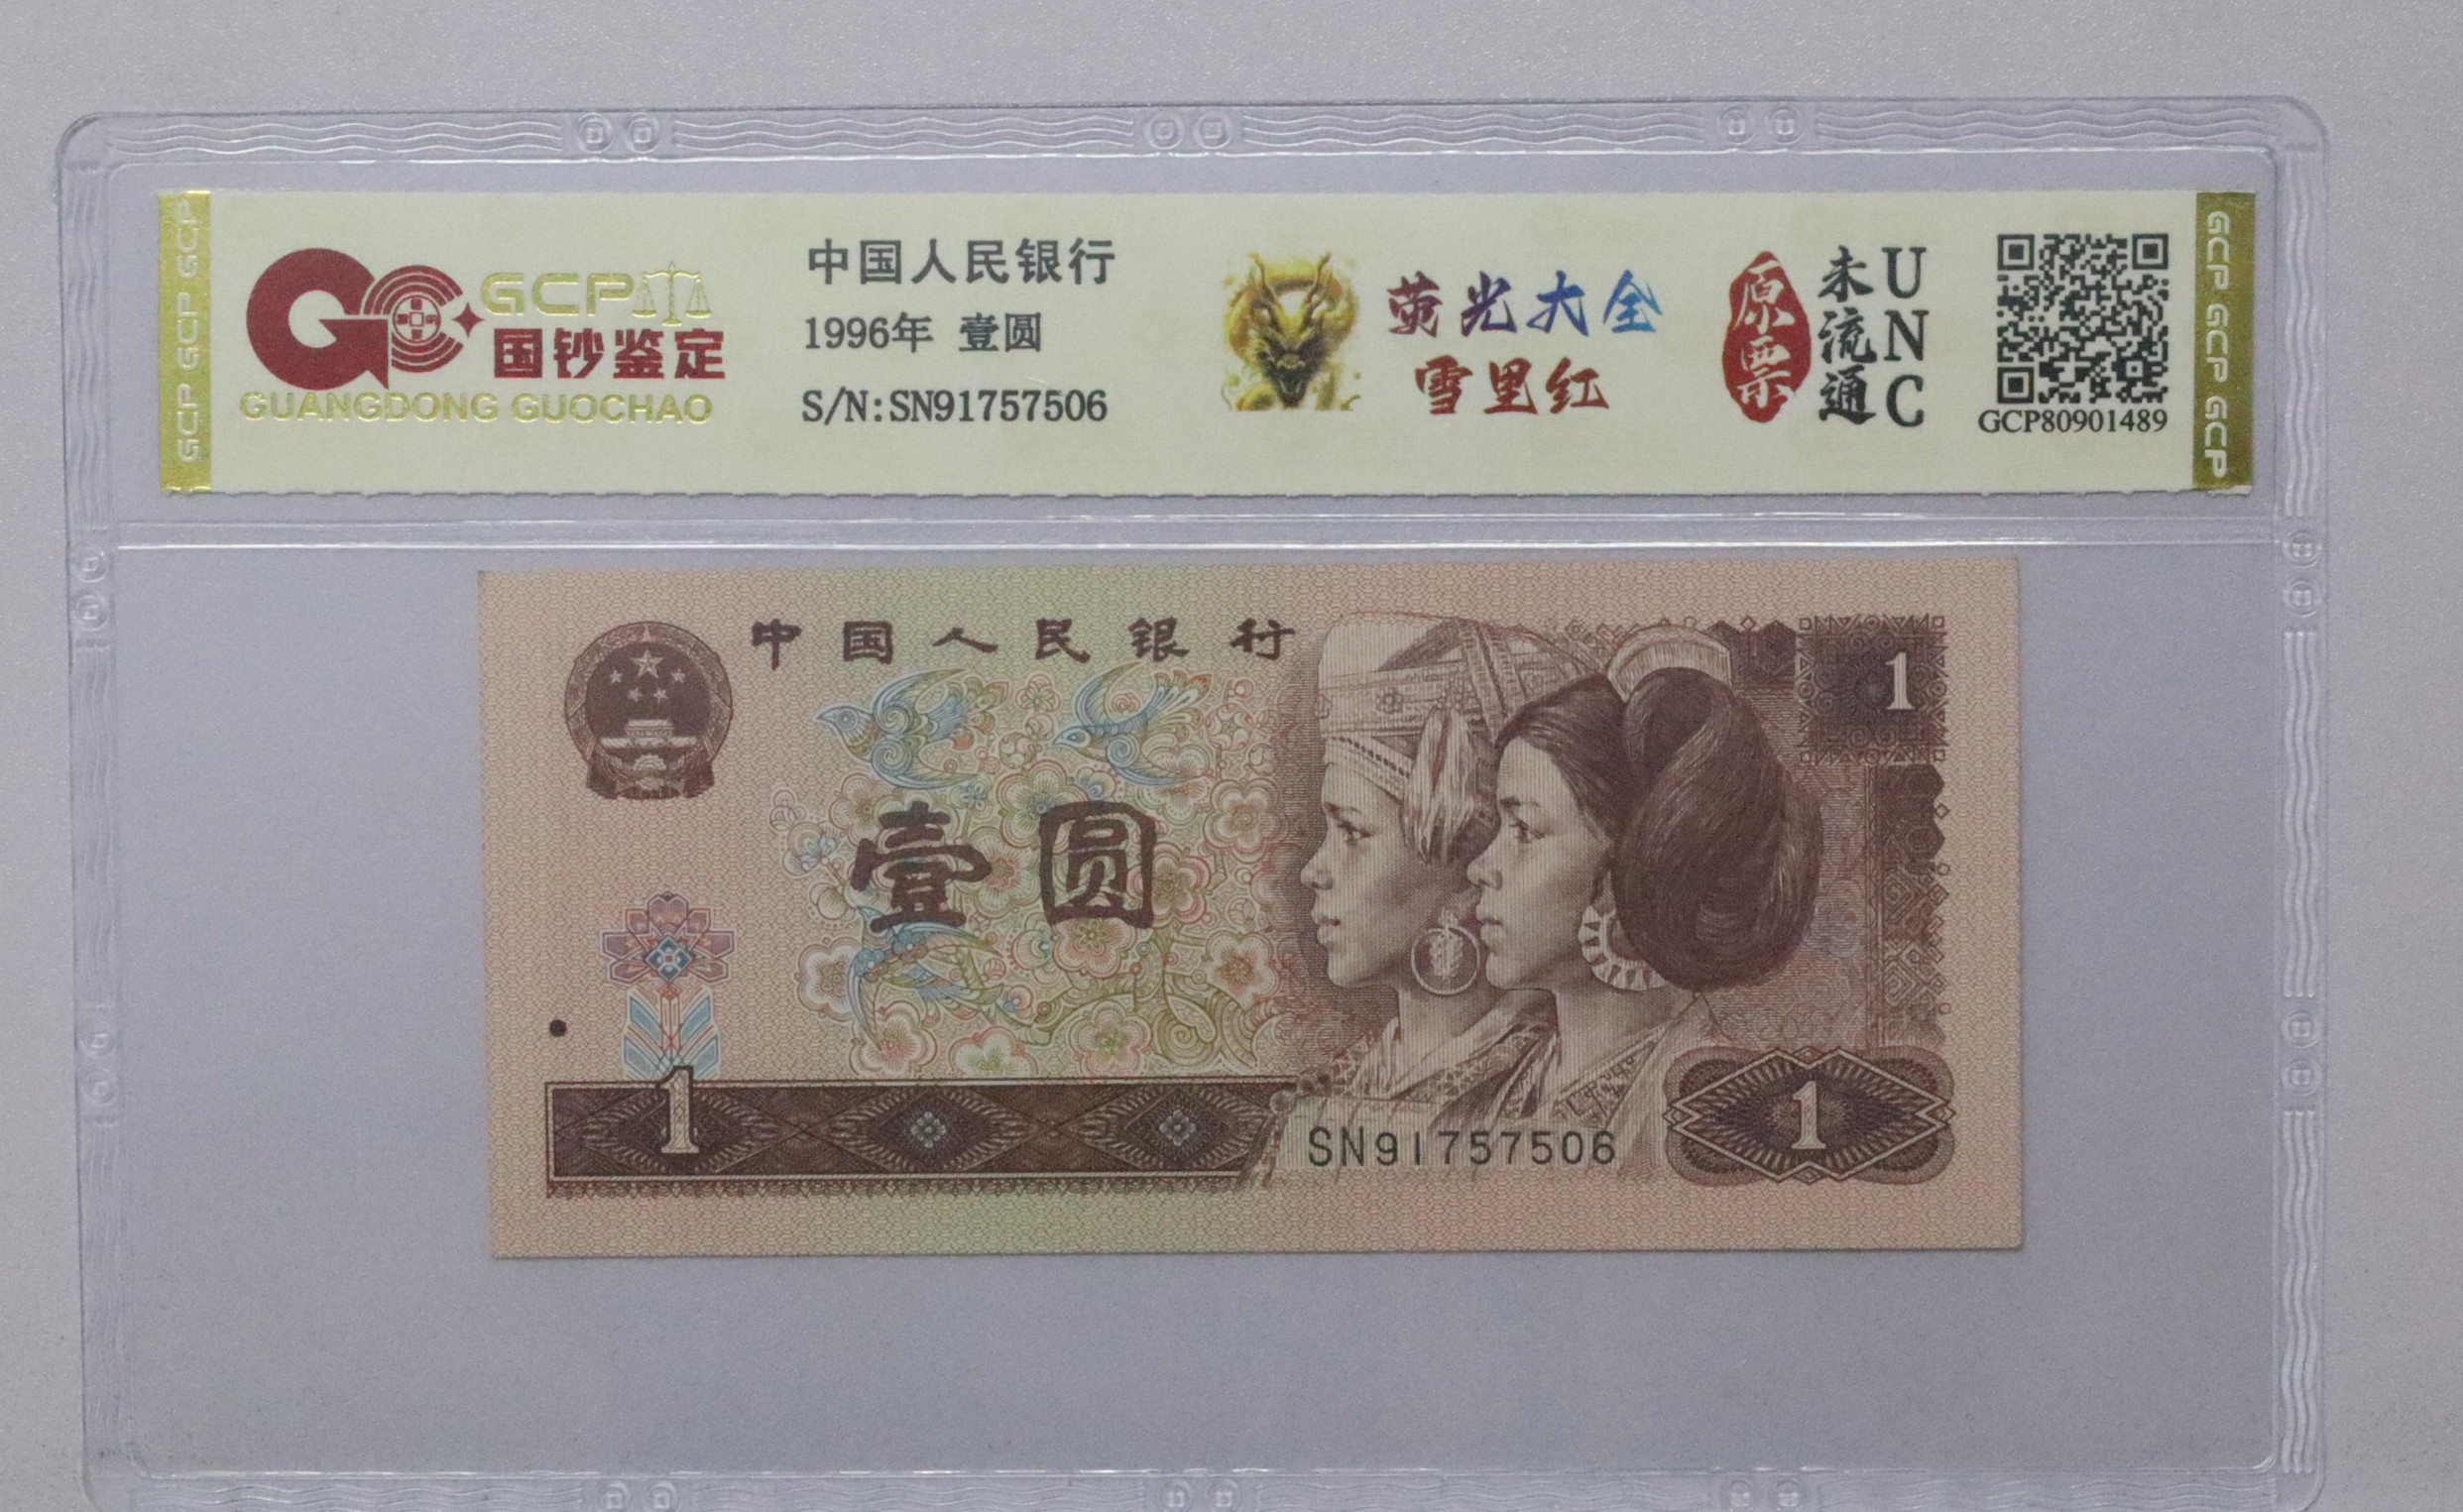 GCP GCP GCP
GCP
国钞鉴定
GUANGDONG GUOCHAO
中国人民银行
1996年 壹圆
S/N:SN91757506
荧光大全
雪里红
原票
未流通
UNC
GCP80901489
GCP GCP GCP GCP
中国人民银行
1
壹圆
1
SN91757506
1